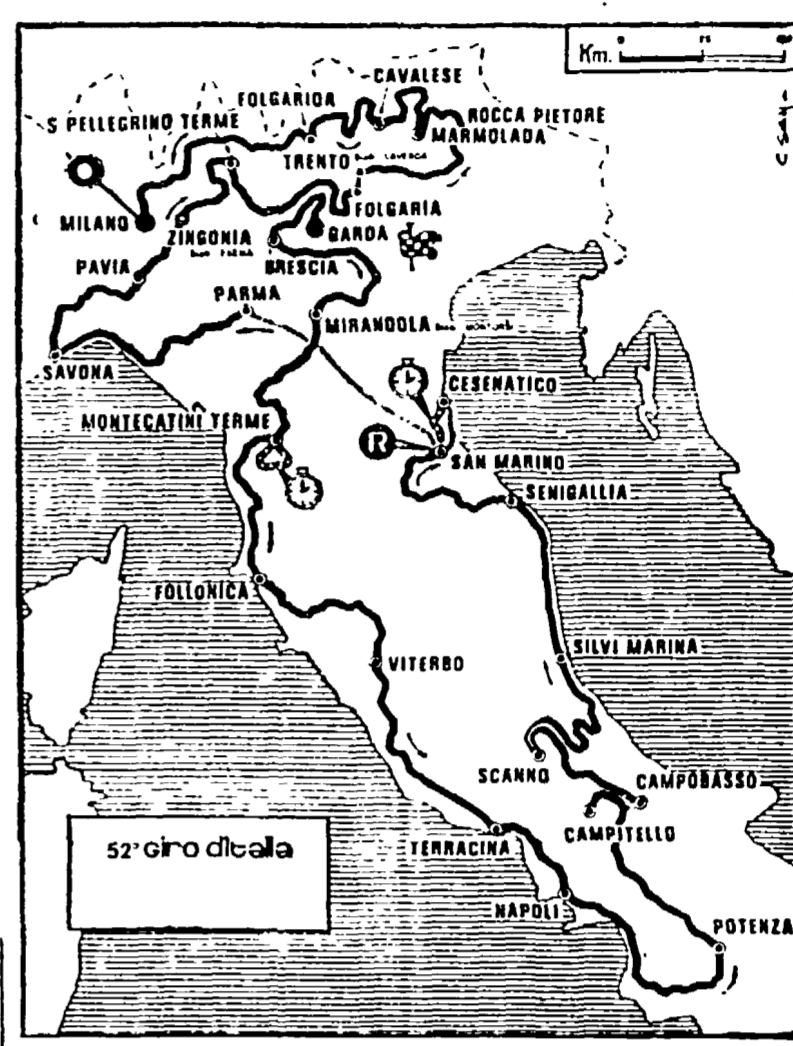 Km. 0
CAVALESE
FOLGARIDA
ROCCA PIETORE
S PELLEGRINO TERME
MARMOLADA
TRENTO
FOLGARIA
MILANO
ZINGONIA
GARDA
PAVIA
BRESCIA
PARMA
MIRANDOLA
SAVONA
CESENATICO
MONTECATINI TERME
R
SAN MARINO
SENIGALLIA
FOLLONICA
SILVI MARINA
VITERBO
SCANNO
CAMPOBASSO
CAMPITELLO
52° Giro d'italia
TERRACINA
NAPOLI
POTENZA